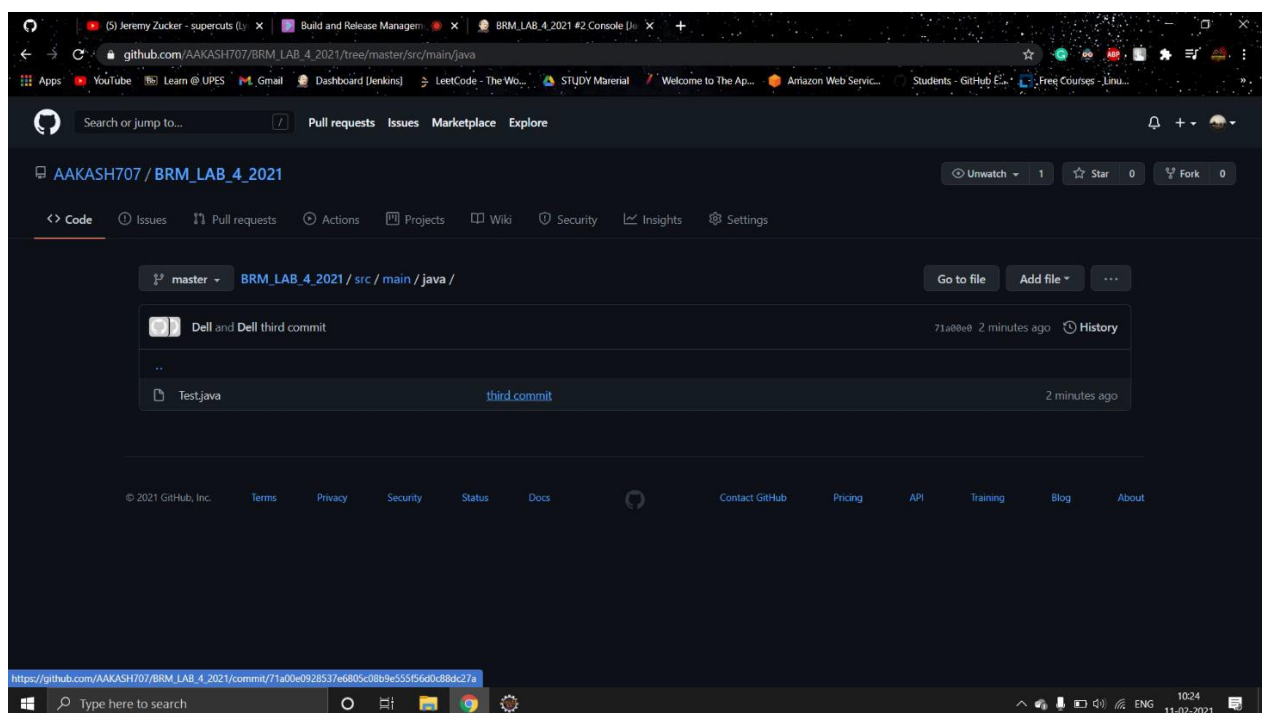 (5) Jeremy Zucker - supercuts (Ly
Build and Release Managem
BRM_LAB_4_2021 #2 Console [Je
github.com/AAKASH707/BRM_LAB_4_2021/tree/master/src/main/java
Apps YouTube Learn @ UPES Gmail Dashboard [Jenkins] LeetCode - The Wo... STUDY Marerial Welcome to The Ap... Amazon Web Servic... Students - GitHub E... Free Courses - Linu... »
Search or jump to... / Pull requests Issues Marketplace Explore
AAKASH707 / BRM_LAB_4_2021 Unwatch 1 Star 0 Fork 0
<> Code Issues Pull requests Actions Projects Wiki Security Insights Settings
master BRM_LAB_4_2021 / src / main / java / Go to file Add file ...
Dell and Dell third commit 71a00e0 2 minutes ago History
..
Test.java third commit 2 minutes ago
© 2021 GitHub, Inc. Terms Privacy Security Status Docs Contact GitHub Pricing API Training Blog About
https://github.com/AAKASH707/BRM_LAB_4_2021/commit/71a00e0928537e6805c08b9e555f56d0c88dc27a
Type here to search ENG 10:24
11-02-2021